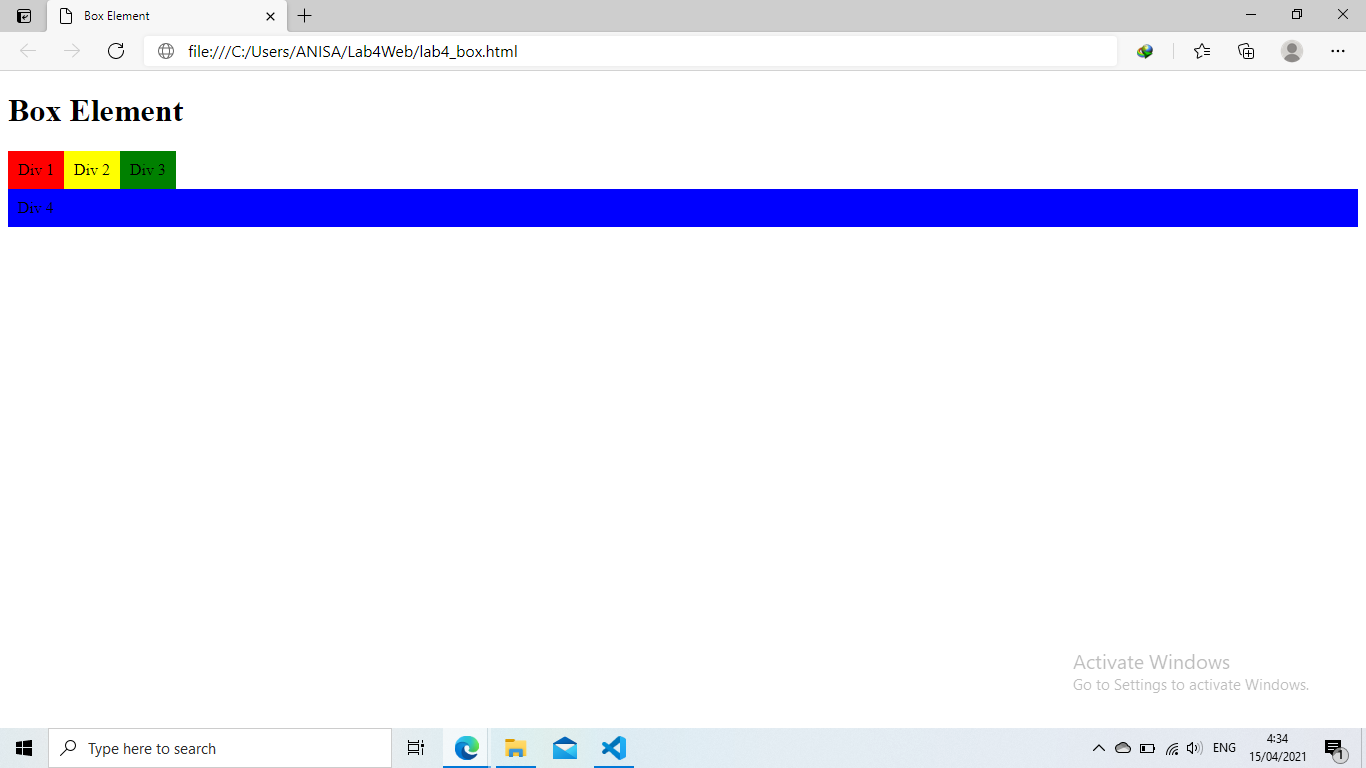 Box Element
file:///C:/Users/ANISA/Lab4Web/lab4_box.html
Box Element
Div 1 Div 2 Div 3
Div 4
Activate Windows
Go to Settings to activate Windows.
Type here to search
ENG
4:34
15/04/2021
1